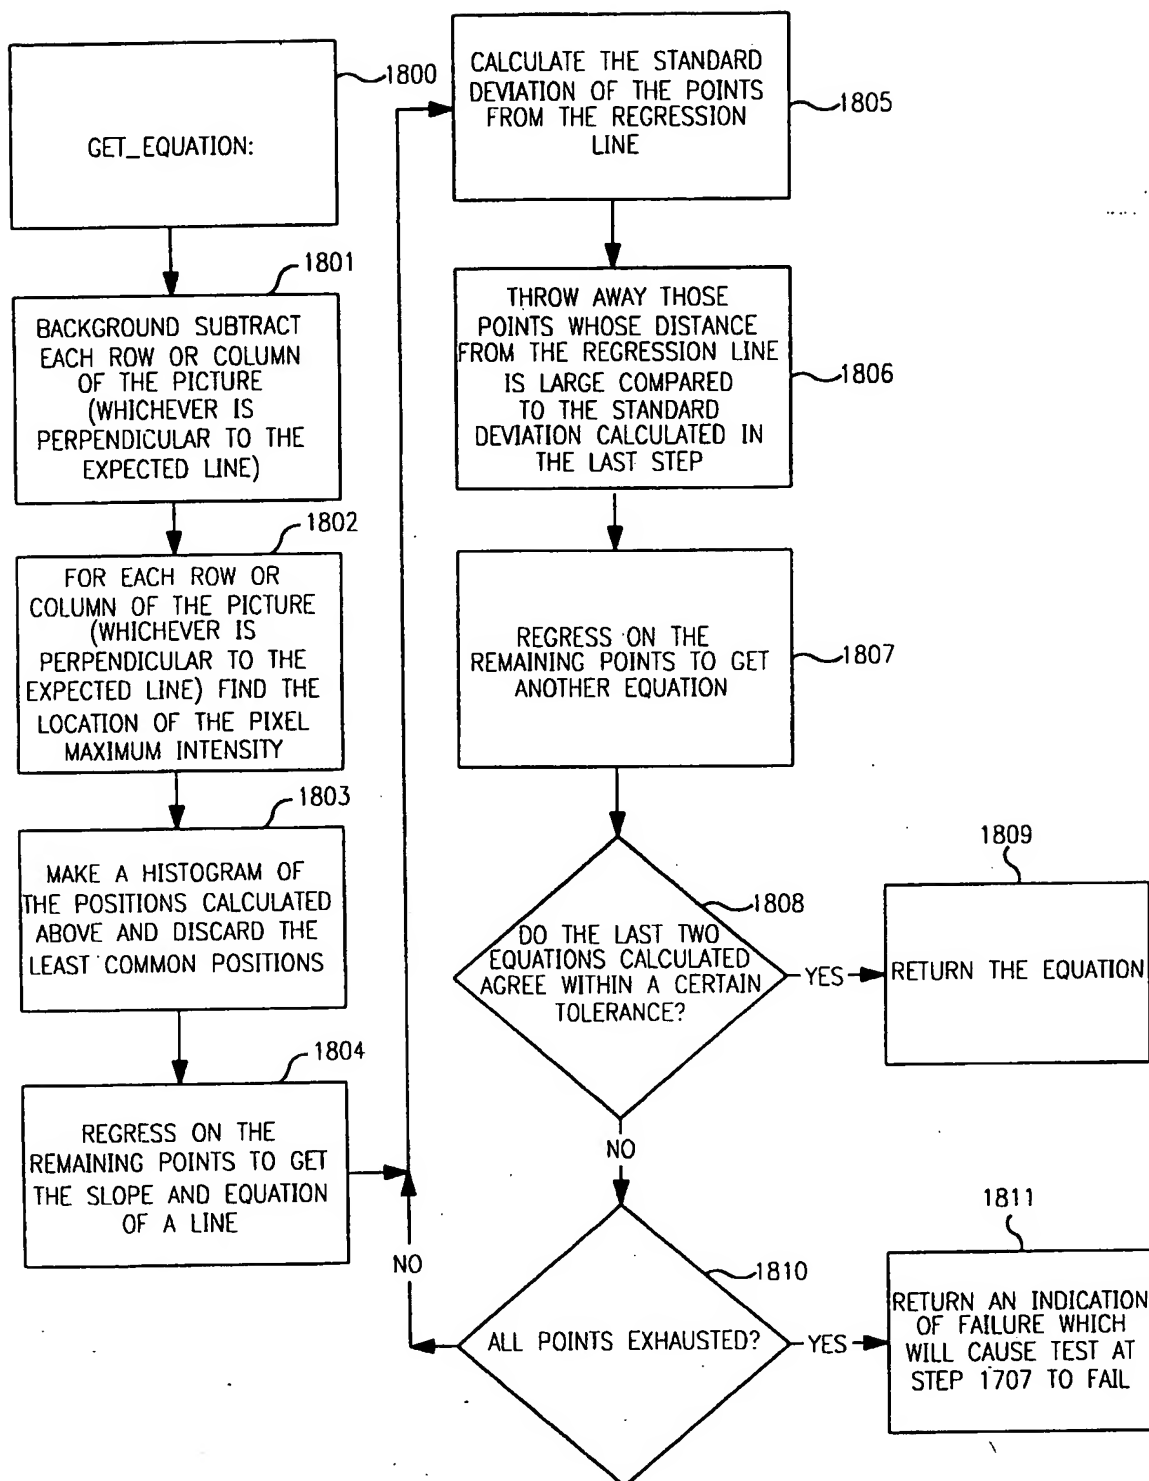 1800
GET_EQUATION:
1801
BACKGROUND SUBTRACT
EACH ROW OR COLUMN
OF THE PICTURE
(WHICHEVER IS
PERPENDICULAR TO THE
EXPECTED LINE)
1802
FOR EACH ROW OR
COLUMN OF THE PICTURE
(WHICHEVER IS
PERPENDICULAR TO THE
EXPECTED LINE) FIND THE
LOCATION OF THE PIXEL
MAXIMUM INTENSITY
1803
MAKE A HISTOGRAM OF
THE POSITIONS CALCULATED
ABOVE AND DISCARD THE
LEAST COMMON POSITIONS
1804
REGRESS ON THE
REMAINING POINTS TO GET
THE SLOPE AND EQUATION
OF A LINE
CALCULATE THE STANDARD
DEVIATION OF THE POINTS
FROM THE REGRESSION
LINE
1805
THROW AWAY THOSE
POINTS WHOSE DISTANCE
FROM THE REGRESSION LINE
IS LARGE COMPARED
TO THE STANDARD
DEVIATION CALCULATED IN
THE LAST STEP
1806
REGRESS ON THE
REMAINING POINTS TO GET
ANOTHER EQUATION
1807
1808
DO THE LAST TWO
EQUATIONS CALCULATED
AGREE WITHIN A CERTAIN
TOLERANCE?
YES
1809
RETURN THE EQUATION
NO
1810
ALL POINTS EXHAUSTED?
NO
YES
1811
RETURN AN INDICATION
OF FAILURE WHICH
WILL CAUSE TEST AT
STEP 1707 TO FAIL